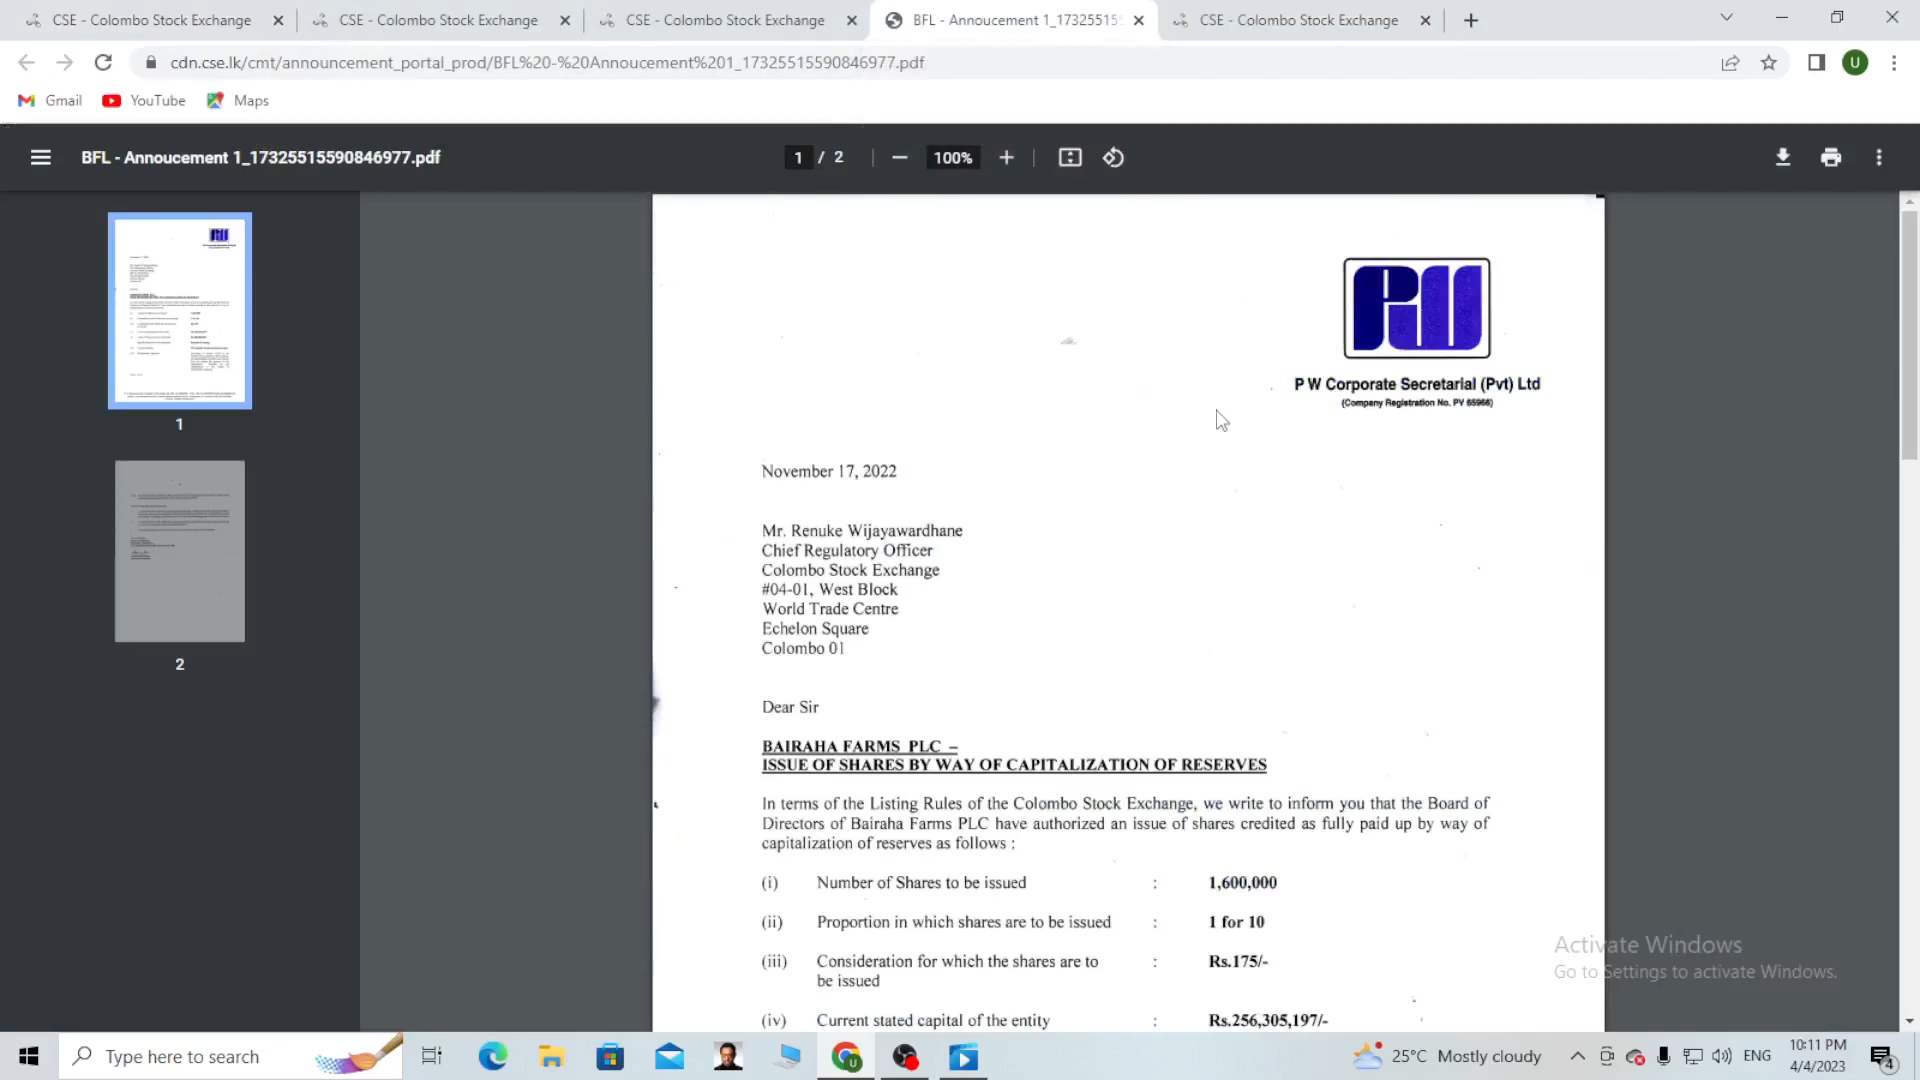 CSE - Colombo Stock Exchange
CSE - Colombo Stock Exchange
CSE - Colombo Stock Exchange
BFL - Annoucement 1_17325515
CSE - Colombo Stock Exchange
cdn.cse.lk/cmt/announcement_portal_prod/BFL%20-%20Annoucement%201_17325515590846977.pdf
U
Gmail
YouTube
Maps
BFL - Annoucement 1_17325515590846977.pdf
1 / 2
100%
1
2
P W Corporate Secretarial (Pvt) Ltd
(Company Registration No. PV 65966)
November 17, 2022
Mr. Renuke Wijayawardhane
Chief Regulatory Officer
Colombo Stock Exchange
#04-01, West Block
World Trade Centre
Echelon Square
Colombo 01
Dear Sir
BAIRAHA FARMS PLC –
ISSUE OF SHARES BY WAY OF CAPITALIZATION OF RESERVES
In terms of the Listing Rules of the Colombo Stock Exchange, we write to inform you that the Board of
Directors of Bairaha Farms PLC have authorized an issue of shares credited as fully paid up by way of
capitalization of reserves as follows :
(i) Number of Shares to be issued : 1,600,000
(ii) Proportion in which shares are to be issued : 1 for 10
(iii) Consideration for which the shares are to : Rs.175/-
be issued
(iv) Current stated capital of the entity : Rs.256,305,197/-
Activate Windows
Go to Settings to activate Windows.
Type here to search
25°C Mostly cloudy
ENG
10:11 PM
4/4/2023
4